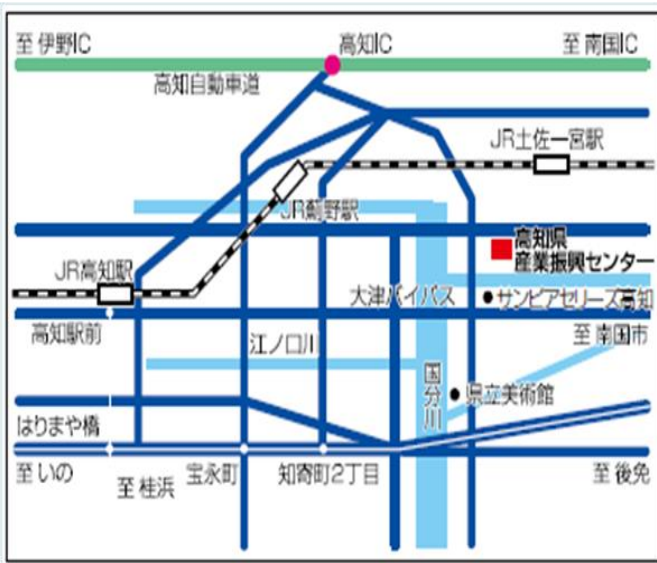 至 伊野IC
高知IC
至 南国IC
高知自動車道
JR土佐一宮駅
JR薊野駅
高知県
産業振興センター
JR高知駅
大津バイパス
サンピアセリーズ高知
高知駅前
江ノ口川
至 南国市
国分川
県立美術館
はりまや橋
至 いの
至 桂浜
宝永町
知寄町2丁目
至 後免